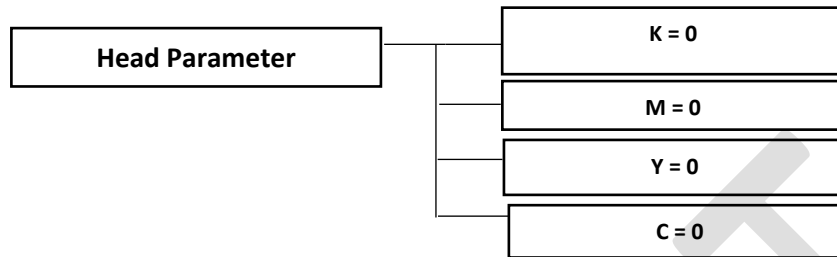 Head Parameter
K = 0
M = 0
Y = 0
C = 0